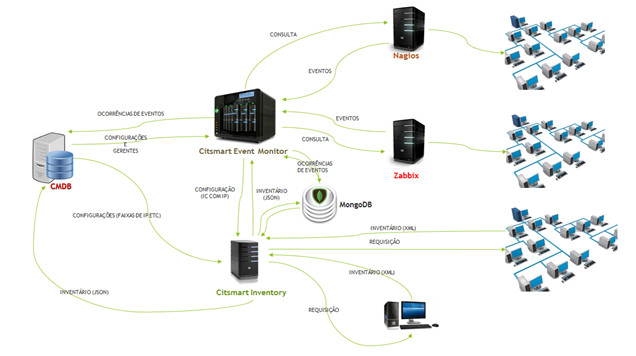 CONSULTA
Nagios
EVENTOS
OCORRÊNCIAS DE EVENTOS
EVENTOS
CONFIGURAÇÕES
E
GERENTES
Citsmart Event Monitor
CONSULTA
Zabbix
CMDB
OCORRÊNCIAS
DE EVENTOS
CONFIGURAÇÃO
(IC COM IP)
INVENTÁRIO
(JSON)
MongoDB
CONFIGURAÇÕES (FAIXAS DE IP,ETC)
INVENTÁRIO (XML)
REQUISIÇÃO
INVENTÁRIO (XML)
INVENTÁRIO (JSON)
Citsmart Inventory
REQUISIÇÃO